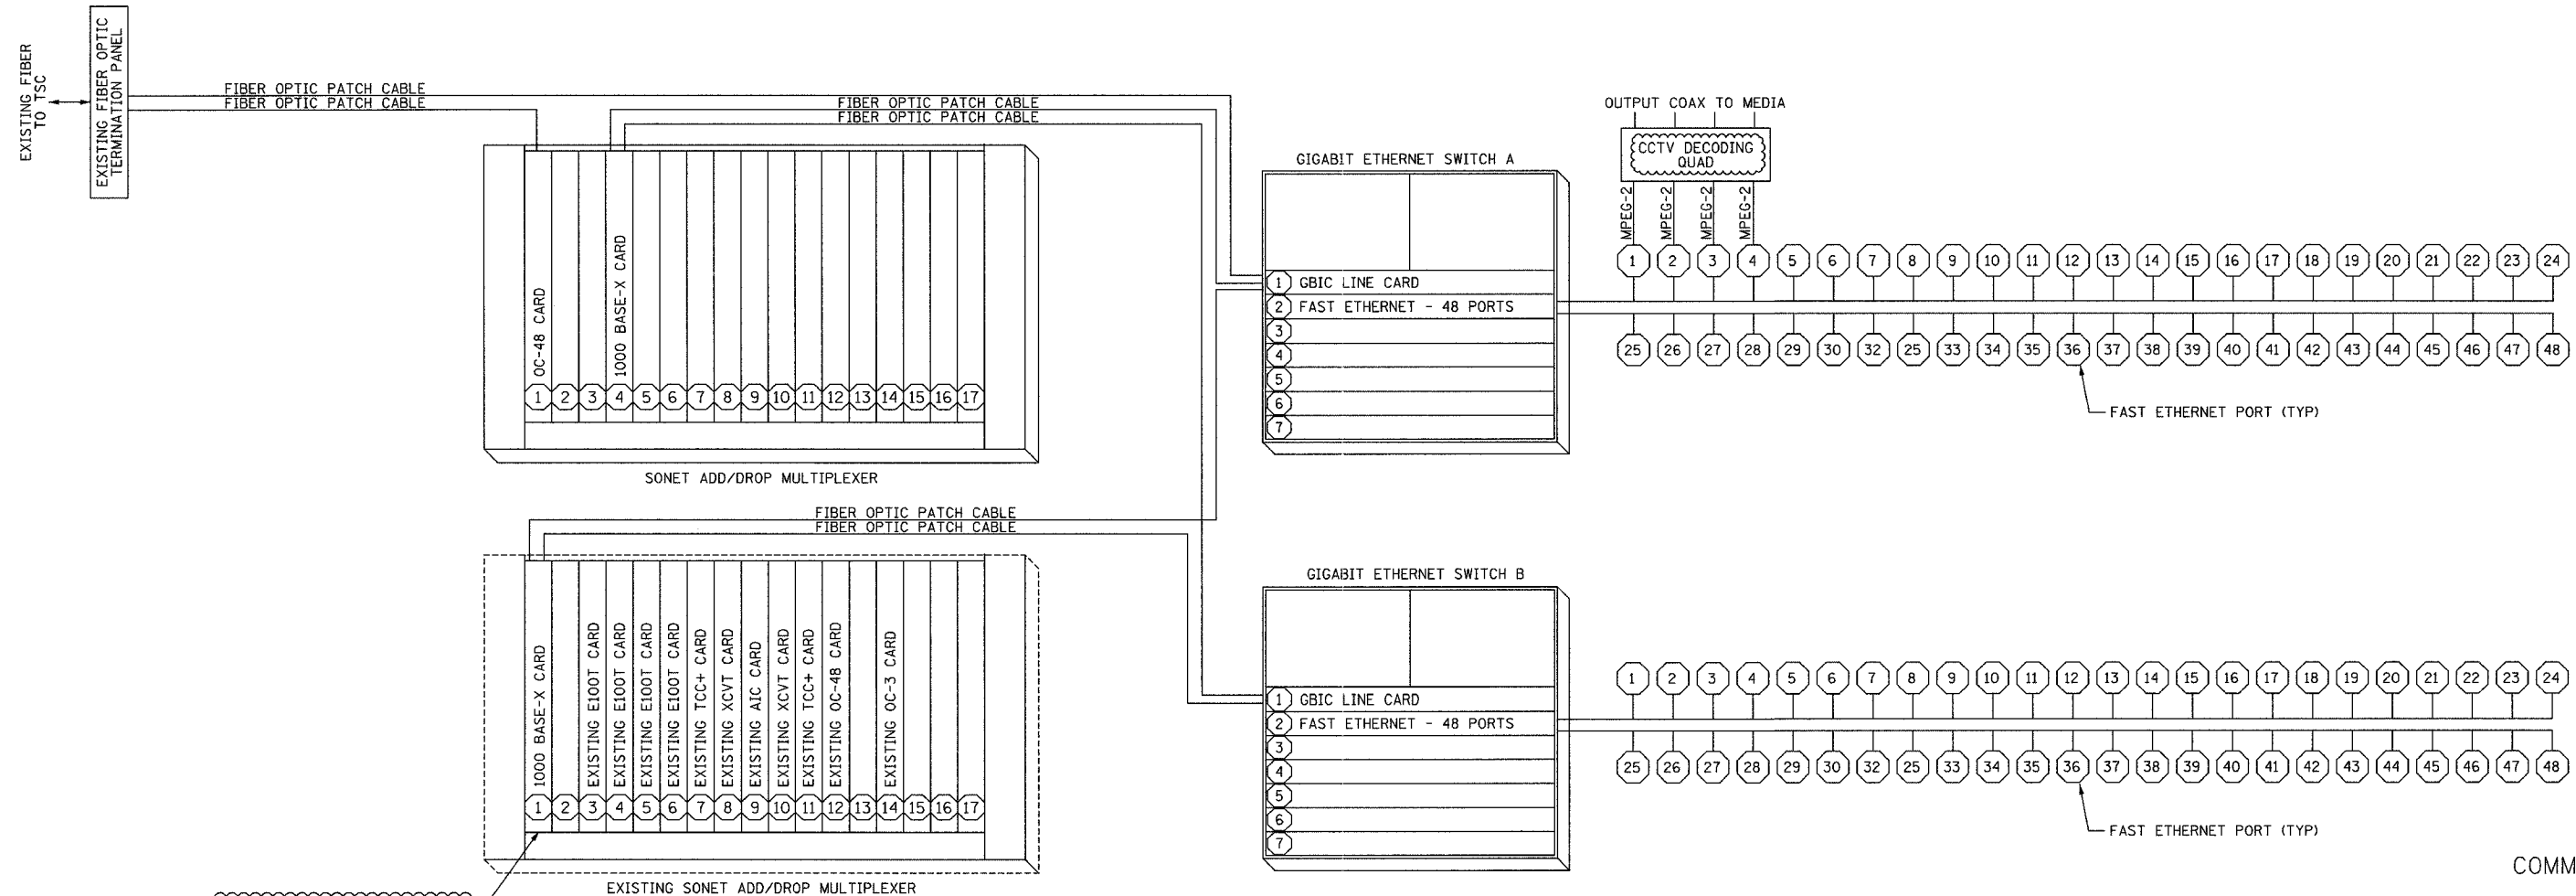 EXISTING FIBER
TO TSC
EXISTING FIBER OPTIC
TERMINATION PANEL
FIBER OPTIC PATCH CABLE
FIBER OPTIC PATCH CABLE
FIBER OPTIC PATCH CABLE
FIBER OPTIC PATCH CABLE
OC-48 CARD
1000 BASE-X CARD
1 2 3 4 5 6 7 8 9 10 11 12 13 14 15 16 17
SONET ADD/DROP MULTIPLEXER
GIGABIT ETHERNET SWITCH A
1 GBIC LINE CARD
2 FAST ETHERNET - 48 PORTS
3
4
5
6
7
OUTPUT COAX TO MEDIA
CCTV DECODING
QUAD
MPEG-2
MPEG-2
MPEG-2
MPEG-2
1 2 3 4 5 6 7 8 9 10 11 12 13 14 15 16 17 18 19 20 21 22 23 24
25 26 27 28 29 30 32 25 33 34 35 36 37 38 39 40 41 42 43 44 45 46 47 48
FAST ETHERNET PORT (TYP)
FIBER OPTIC PATCH CABLE
FIBER OPTIC PATCH CABLE
1000 BASE-X CARD
EXISTING E100T CARD
EXISTING E100T CARD
EXISTING E100T CARD
EXISTING E100T CARD
EXISTING TCC+ CARD
EXISTING XCVT CARD
EXISTING AIC CARD
EXISTING XCVT CARD
EXISTING TCC+ CARD
EXISTING OC-48 CARD
EXISTING OC-3 CARD
1 2 3 4 5 6 7 8 9 10 11 12 13 14 15 16 17
EXISTING SONET ADD/DROP MULTIPLEXER
GIGABIT ETHERNET SWITCH B
1 GBIC LINE CARD
2 FAST ETHERNET - 48 PORTS
3
4
5
6
7
1 2 3 4 5 6 7 8 9 10 11 12 13 14 15 16 17 18 19 20 21 22 23 24
25 26 27 28 29 30 32 25 33 34 35 36 37 38 39 40 41 42 43 44 45 46 47 48
FAST ETHERNET PORT (TYP)
COMM